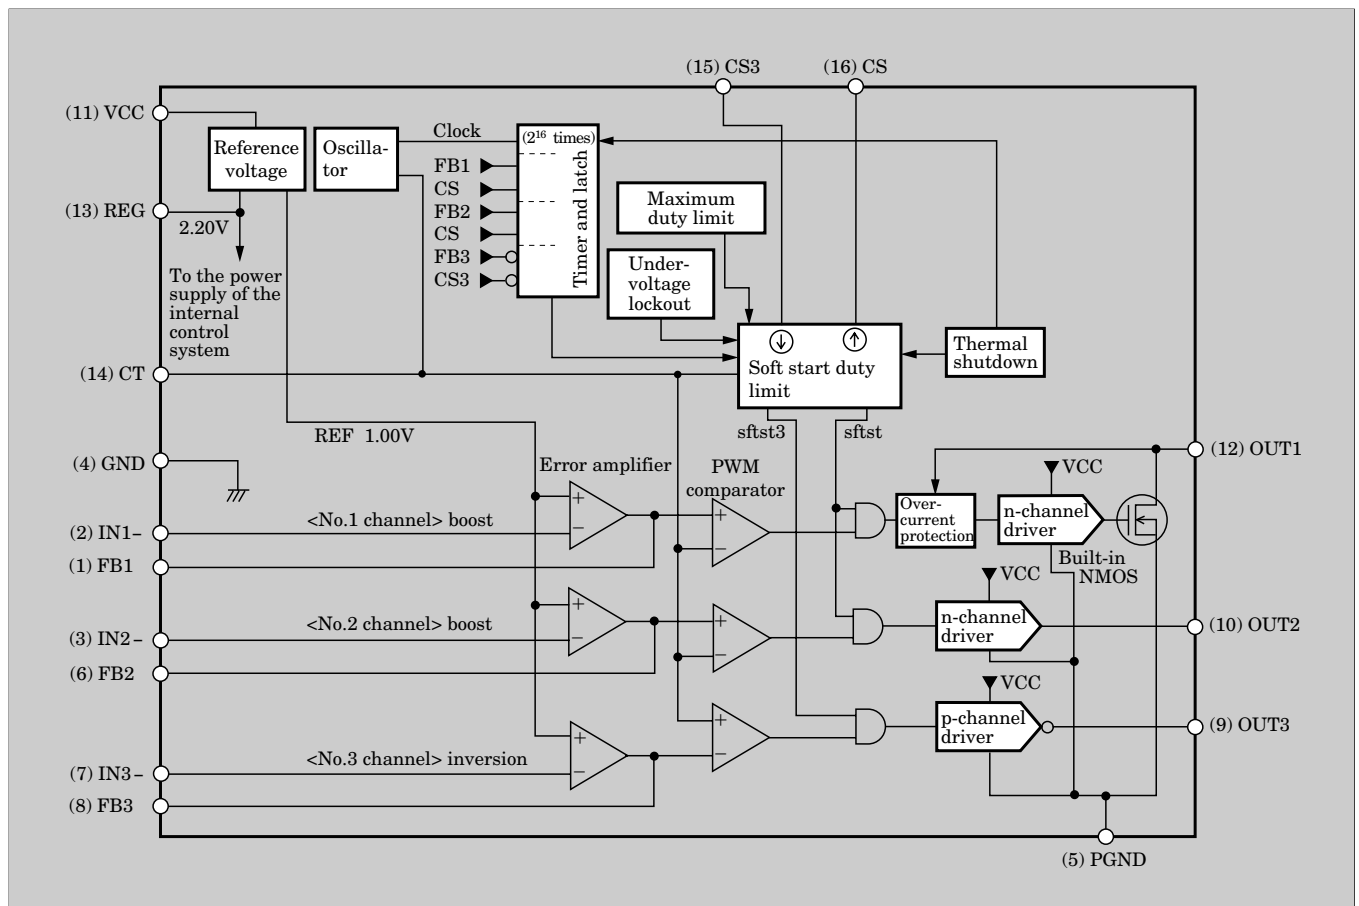 (15) CS3
(16) CS
(11) VCC
Reference
voltage
Oscilla-
tor
Clock
(2¹⁶ times)
Timer and latch
FB1
CS
FB2
CS
FB3
CS3
Maximum
duty limit
Under-
voltage
lockout
(13) REG
2.20V
To the power
supply of the
internal
control
system
Thermal
shutdown
Soft start duty
limit
(14) CT
sftst3
sftst
REF 1.00V
(4) GND
Error amplifier
PWM
comparator
VCC
(12) OUT1
Over-
current
protection
n-channel
driver
Built-in
NMOS
<No.1 channel> boost
(2) IN1–
(1) FB1
+
–
+
–
VCC
<No.2 channel> boost
(3) IN2–
(6) FB2
+
–
+
–
n-channel
driver
(10) OUT2
VCC
<No.3 channel> inversion
(7) IN3–
(8) FB3
+
–
+
–
p-channel
driver
(9) OUT3
(5) PGND